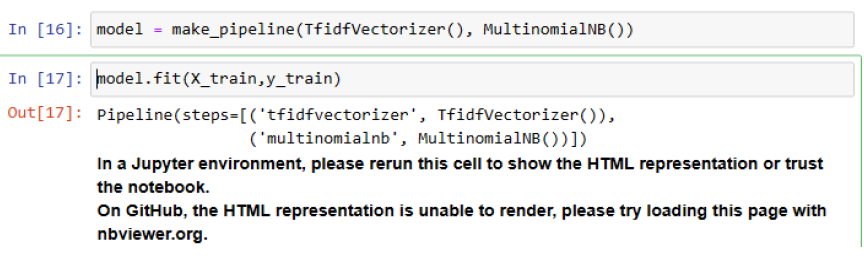 In [16]: model = make_pipeline(TfidfVectorizer(), MultinomialNB())
In [17]: model.fit(X_train,y_train)
Out[17]: Pipeline(steps=[('tfidfvectorizer', TfidfVectorizer()),
('multinomialnb', MultinomialNB())])
In a Jupyter environment, please rerun this cell to show the HTML representation or trust
the notebook.
On GitHub, the HTML representation is unable to render, please try loading this page with
nbviewer.org.